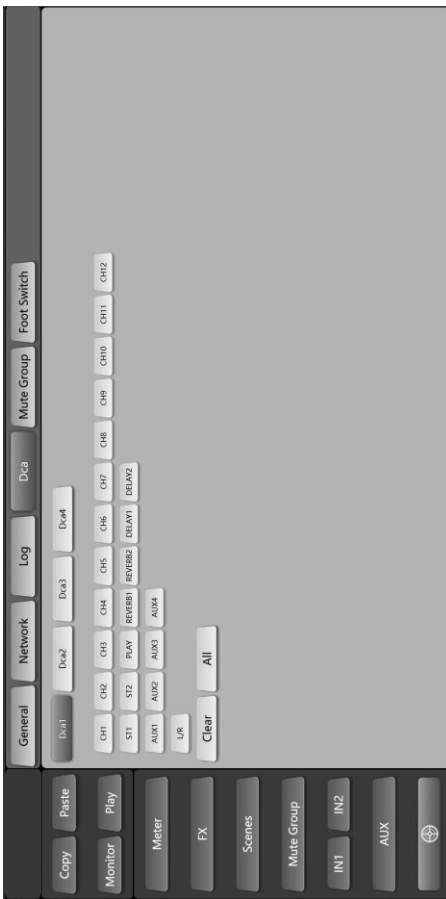 General Network Log Dca Mute Group Foot Switch
Copy Paste
Monitor Play
Meter
FX
Scenes
Mute Group
IN1 IN2
AUX
Dca1 Dca2 Dca3 Dca4
CH1 CH2 CH3 CH4 CH5 CH6 CH7 CH8 CH9 CH10 CH11 CH12
ST1 ST2 PLAY REVERB1 REVERB2 DELAY1 DELAY2
AUX1 AUX2 AUX3 AUX4
L/R
Clear All